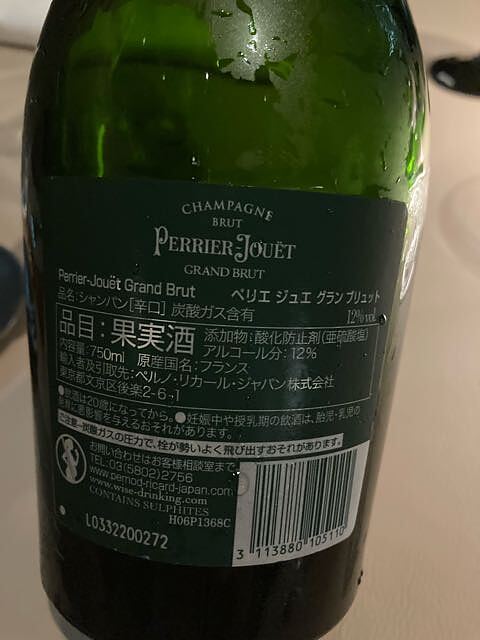 CHAMPAGNE
BRUT
PERRIER-JOUËT
GRAND BRUT
Perrier-Jouët Grand Brut ペリエ ジュエ グラン ブリュット
品名:シャンパン[辛口] 炭酸ガス含有 12% vol.
品目:果実酒 添加物:酸化防止剤(亜硫酸塩)
アルコール分:12%
内容量:750ml 原産国名:フランス
輸入者及引取先:ペルノ・リカール・ジャパン株式会社
東京都文京区後楽2-6-1
●飲酒は20歳になってから。●妊娠中や授乳期の飲酒は、胎児・乳児の
発育に悪影響を与えるおそれがあります。
ご注意―炭酸ガスの圧力で、栓が勢いよく飛び出すおそれがあります。
お問い合わせはお客様相談室まで
TEL:03(5802)2756
www.pernod-ricard-japan.com
www.wise-drinking.com
CONTAINS SULPHITES
H06P1368C
L0332200272
3 113880 105110